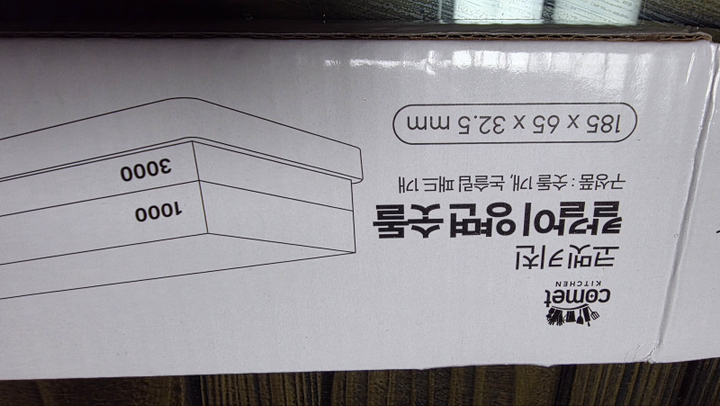 comet
KITCHEN
코멧키친
칼갈이 양면 숫돌
구성품 : 숫돌 1개, 논슬립 패드 1개
185 x 65 x 32.5 mm
1000
3000